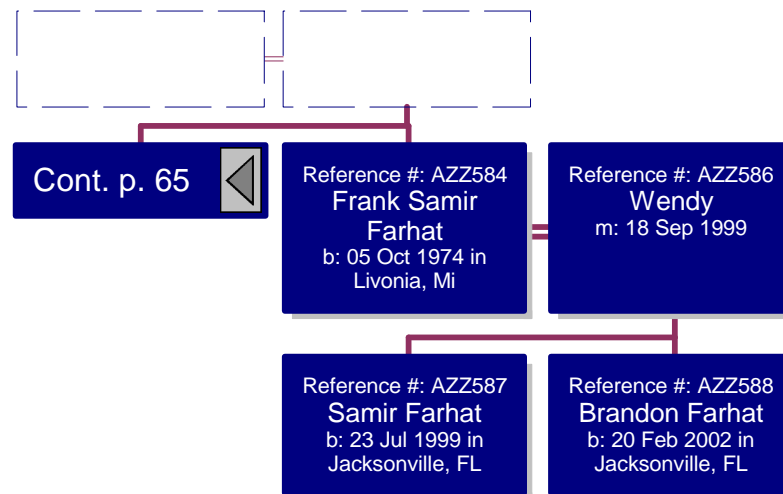 Cont. p. 65
Reference #: AZZ584
Frank Samir
Farhat
b: 05 Oct 1974 in
Livonia, Mi
Reference #: AZZ586
Wendy
m: 18 Sep 1999
Reference #: AZZ587
Samir Farhat
b: 23 Jul 1999 in
Jacksonville, FL
Reference #: AZZ588
Brandon Farhat
b: 20 Feb 2002 in
Jacksonville, FL